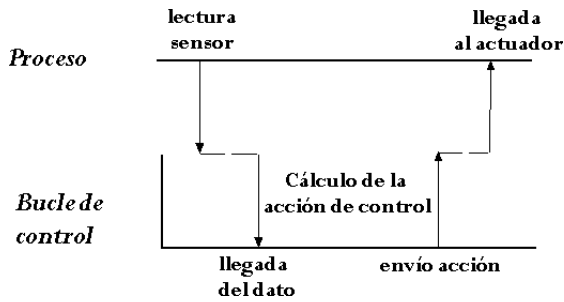 lectura
sensor
llegada
al actuador
Proceso
Cálculo de la
acción de control
Bucle de
control
llegada
del dato
envío acción